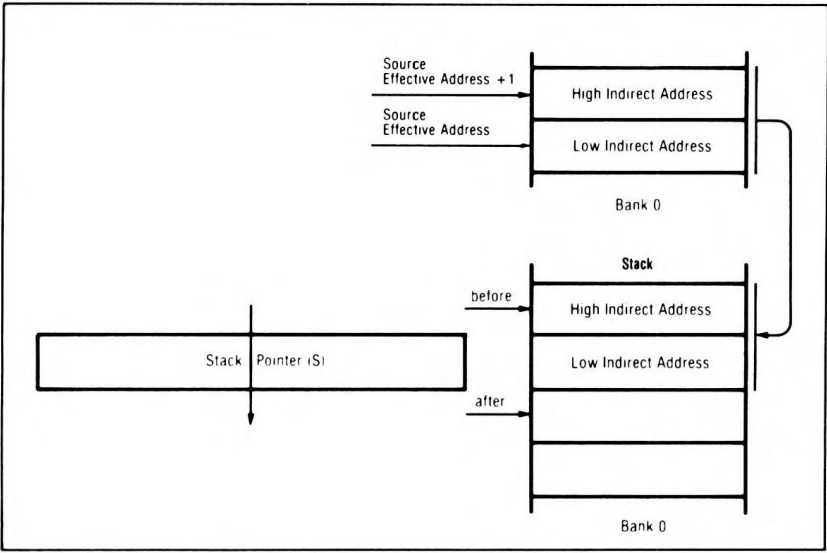 Source
Effective Address +1
High Indirect Address
Source
Effective Address
Low Indirect Address
Bank 0
Stack
before
High Indirect Address
Stack Pointer (S)
Low Indirect Address
after
Bank 0